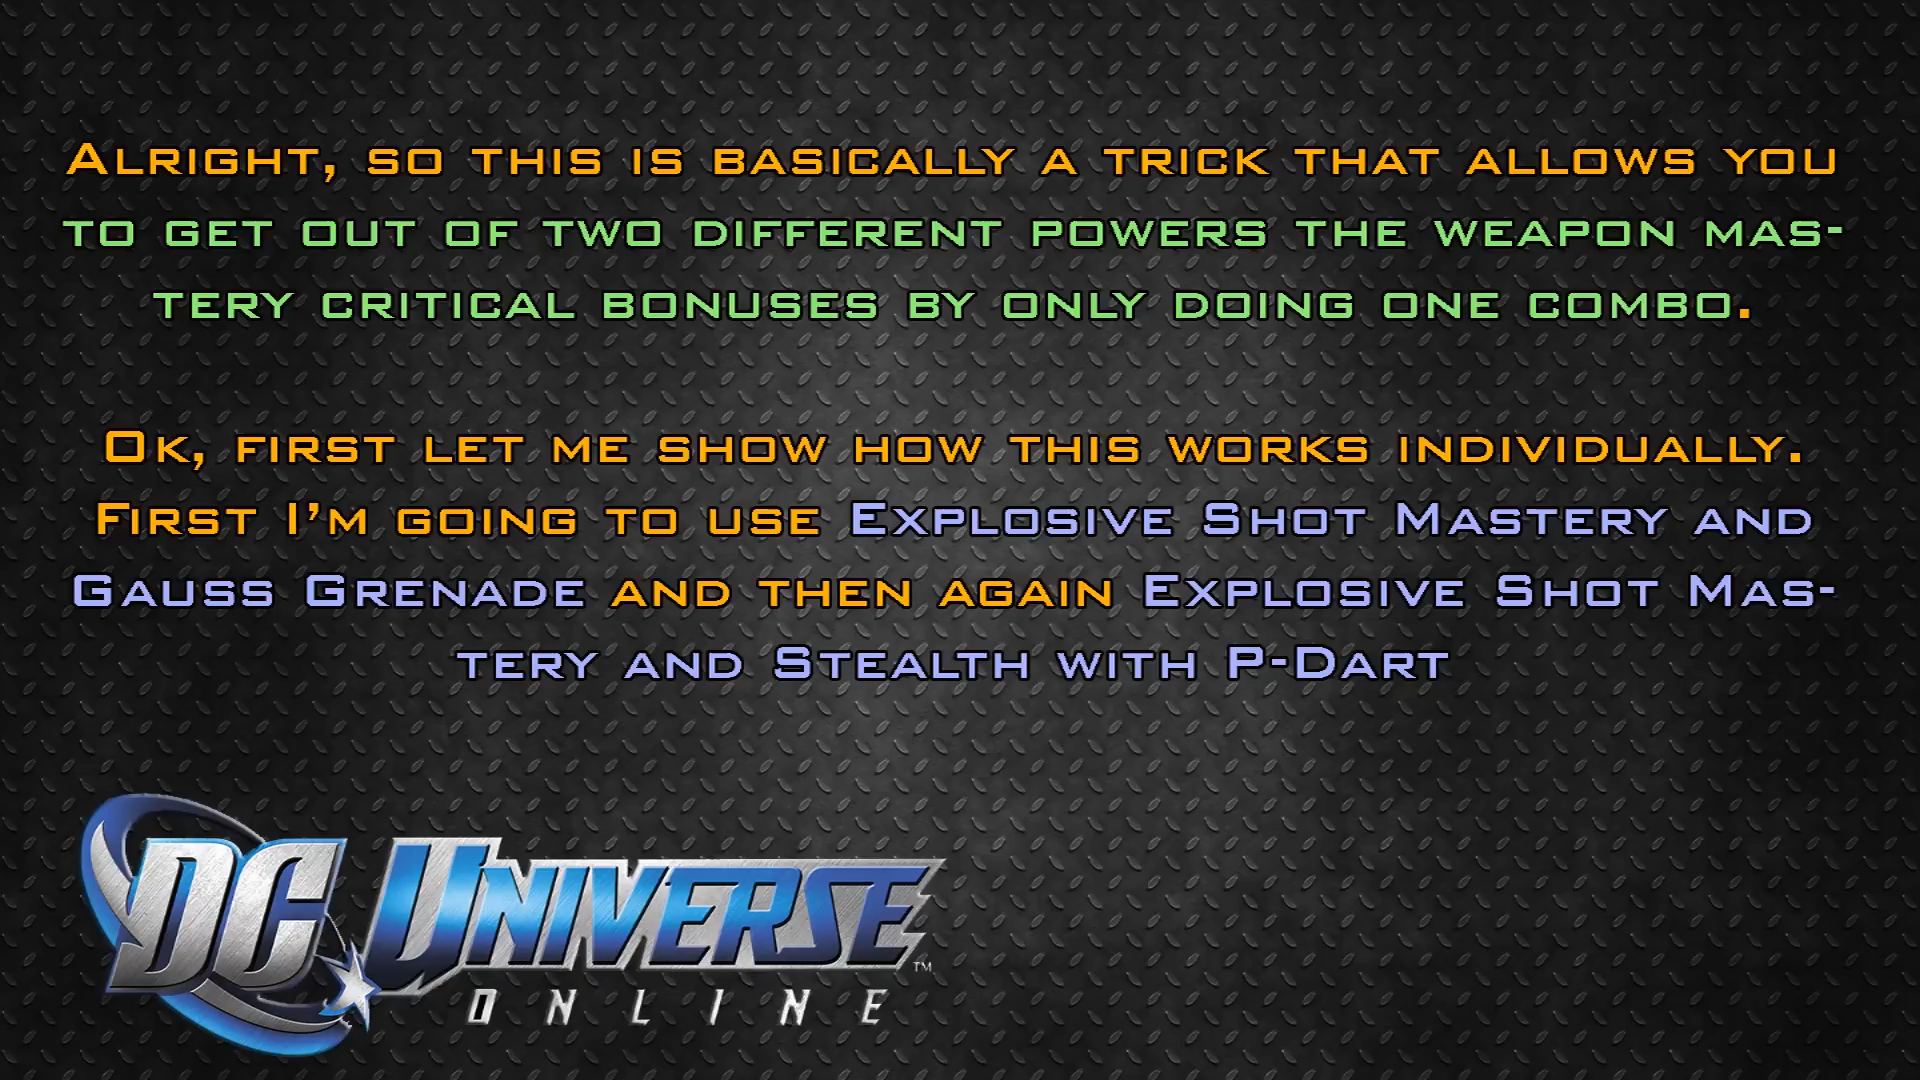 Alright, so this is basically a trick that allows you
to get out of two different powers the weapon mas-
tery critical bonuses by only doing one combo.
Ok, first let me show how this works individually.
First I'm going to use Explosive Shot Mastery and
Gauss Grenade and then again Explosive Shot Mas-
tery and Stealth with P-Dart
DC Universe™
ONLINE